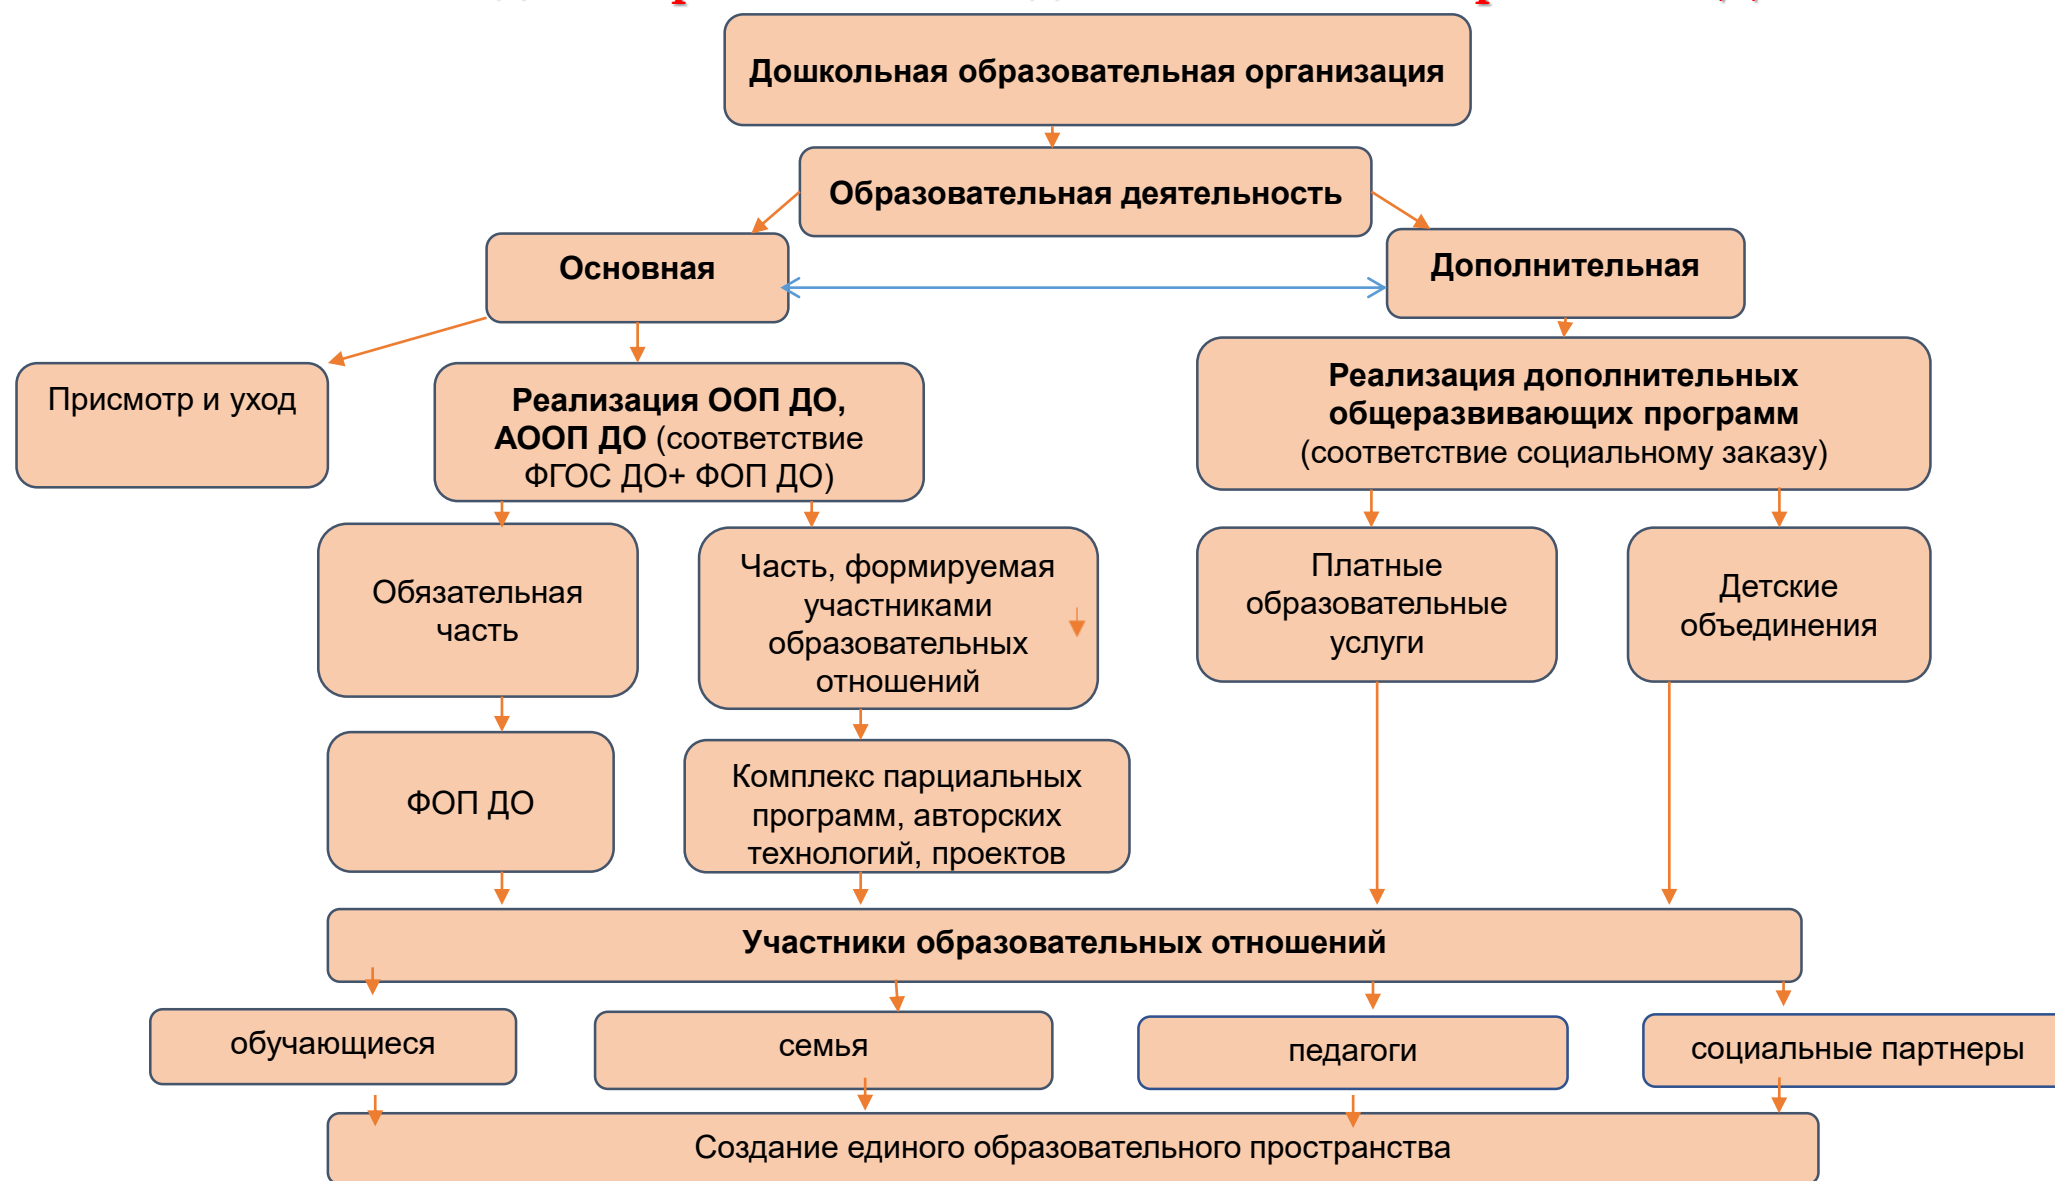 Дошкольная образовательная организация
Образовательная деятельность
Основная
Дополнительная
Присмотр и уход
Реализация ООП ДО,
АООП ДО (соответствие
ФГОС ДО+ ФОП ДО)
Реализация дополнительных
общеразвивающих программ
(соответствие социальному заказу)
Обязательная
часть
Часть, формируемая
участниками
образовательных
отношений
Платные
образовательные
услуги
Детские
объединения
ФОП ДО
Комплекс парциальных
программ, авторских
технологий, проектов
Участники образовательных отношений
обучающиеся
семья
педагоги
социальные партнеры
Создание единого образовательного пространства